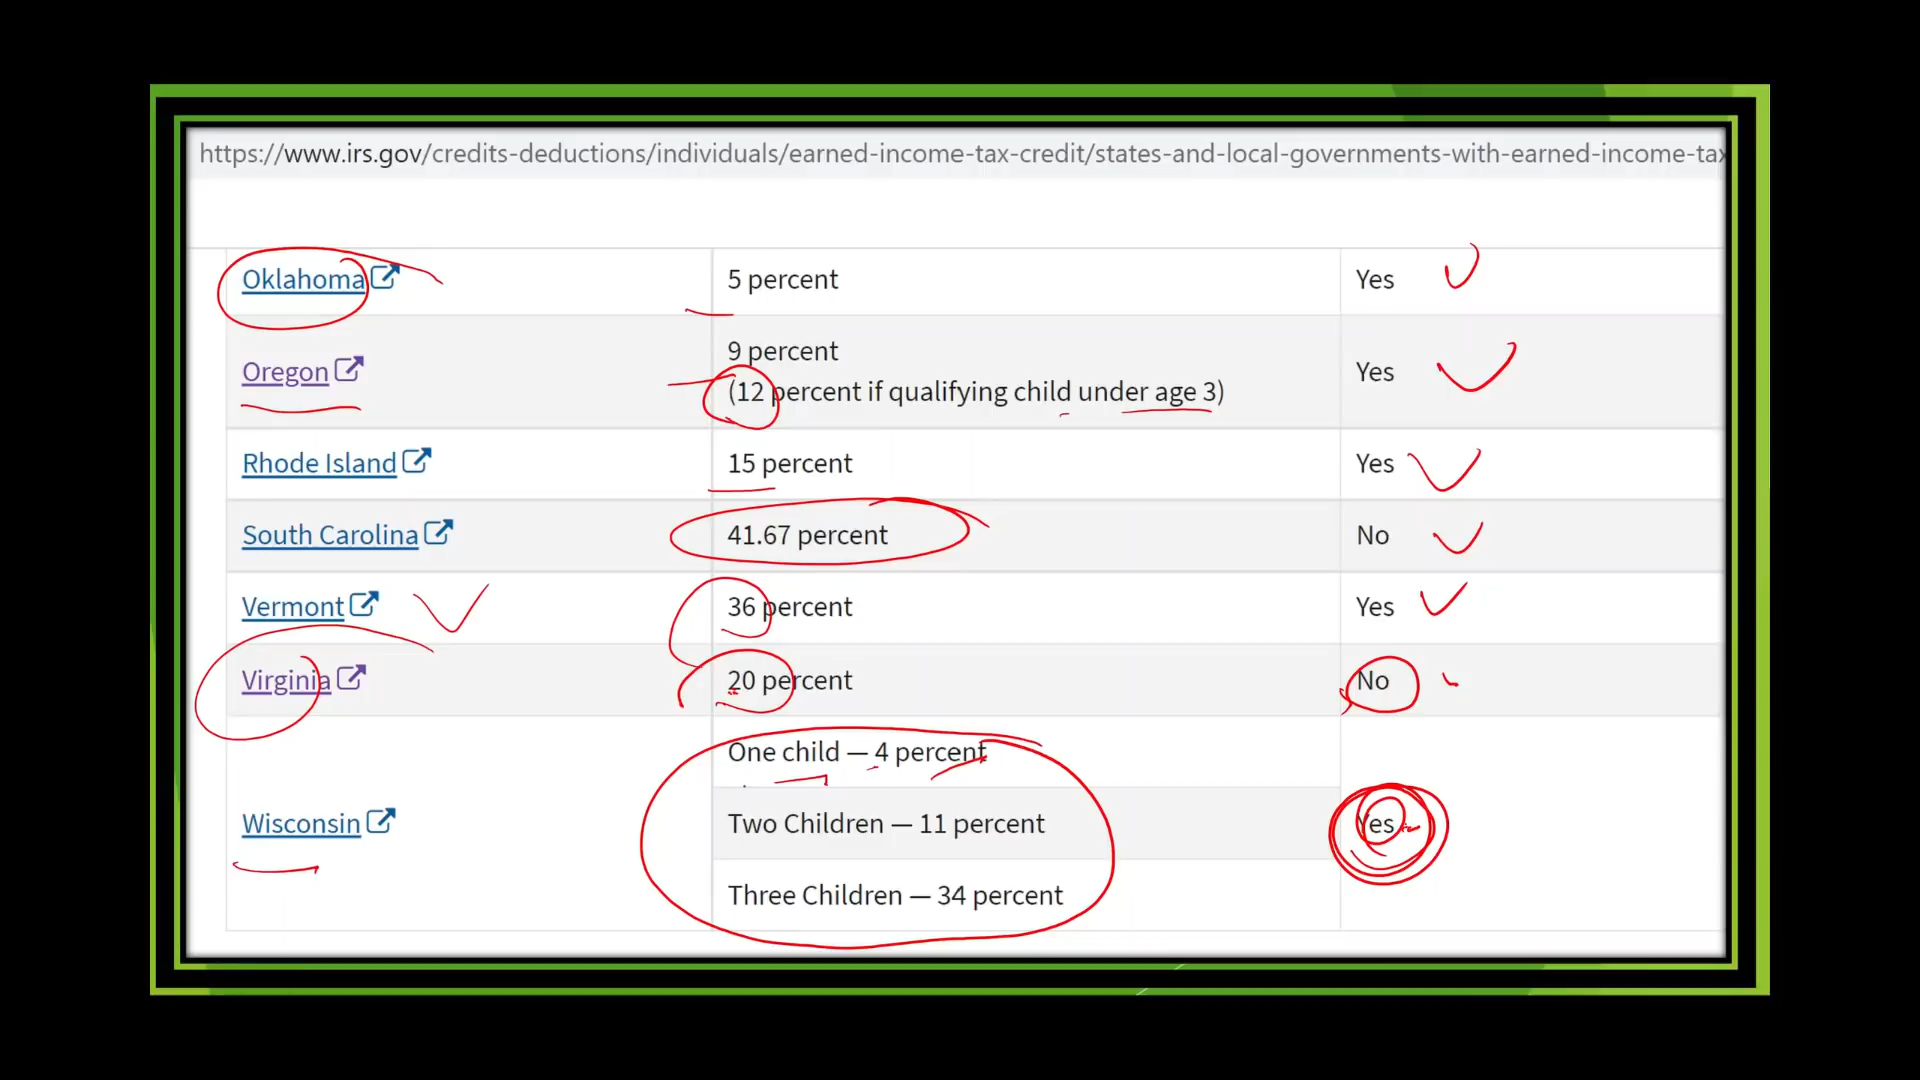 https://www.irs.gov/credits-deductions/individuals/earned-income-tax-credit/states-and-local-governments-with-earned-income-tax
Oklahoma 5 percent Yes
Oregon 9 percent Yes
(12 percent if qualifying child under age 3)
Rhode Island 15 percent Yes
South Carolina 41.67 percent No
Vermont 36 percent Yes
Virginia 20 percent No
One child — 4 percent
Wisconsin Two Children — 11 percent Yes
Three Children — 34 percent